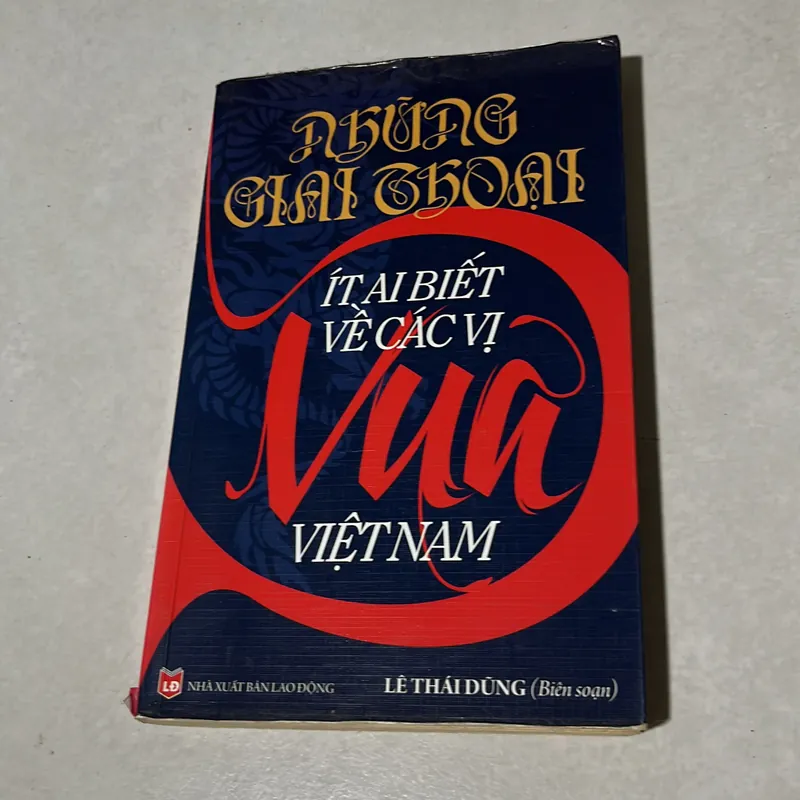 NHỮNG
GIAI THOẠI
ÍT AI BIẾT
VỀ CÁC VỊ
Vua
VIỆT NAM
LĐ
NHÀ XUẤT BẢN LAO ĐỘNG
LÊ THÁI DŨNG (Biên soạn)